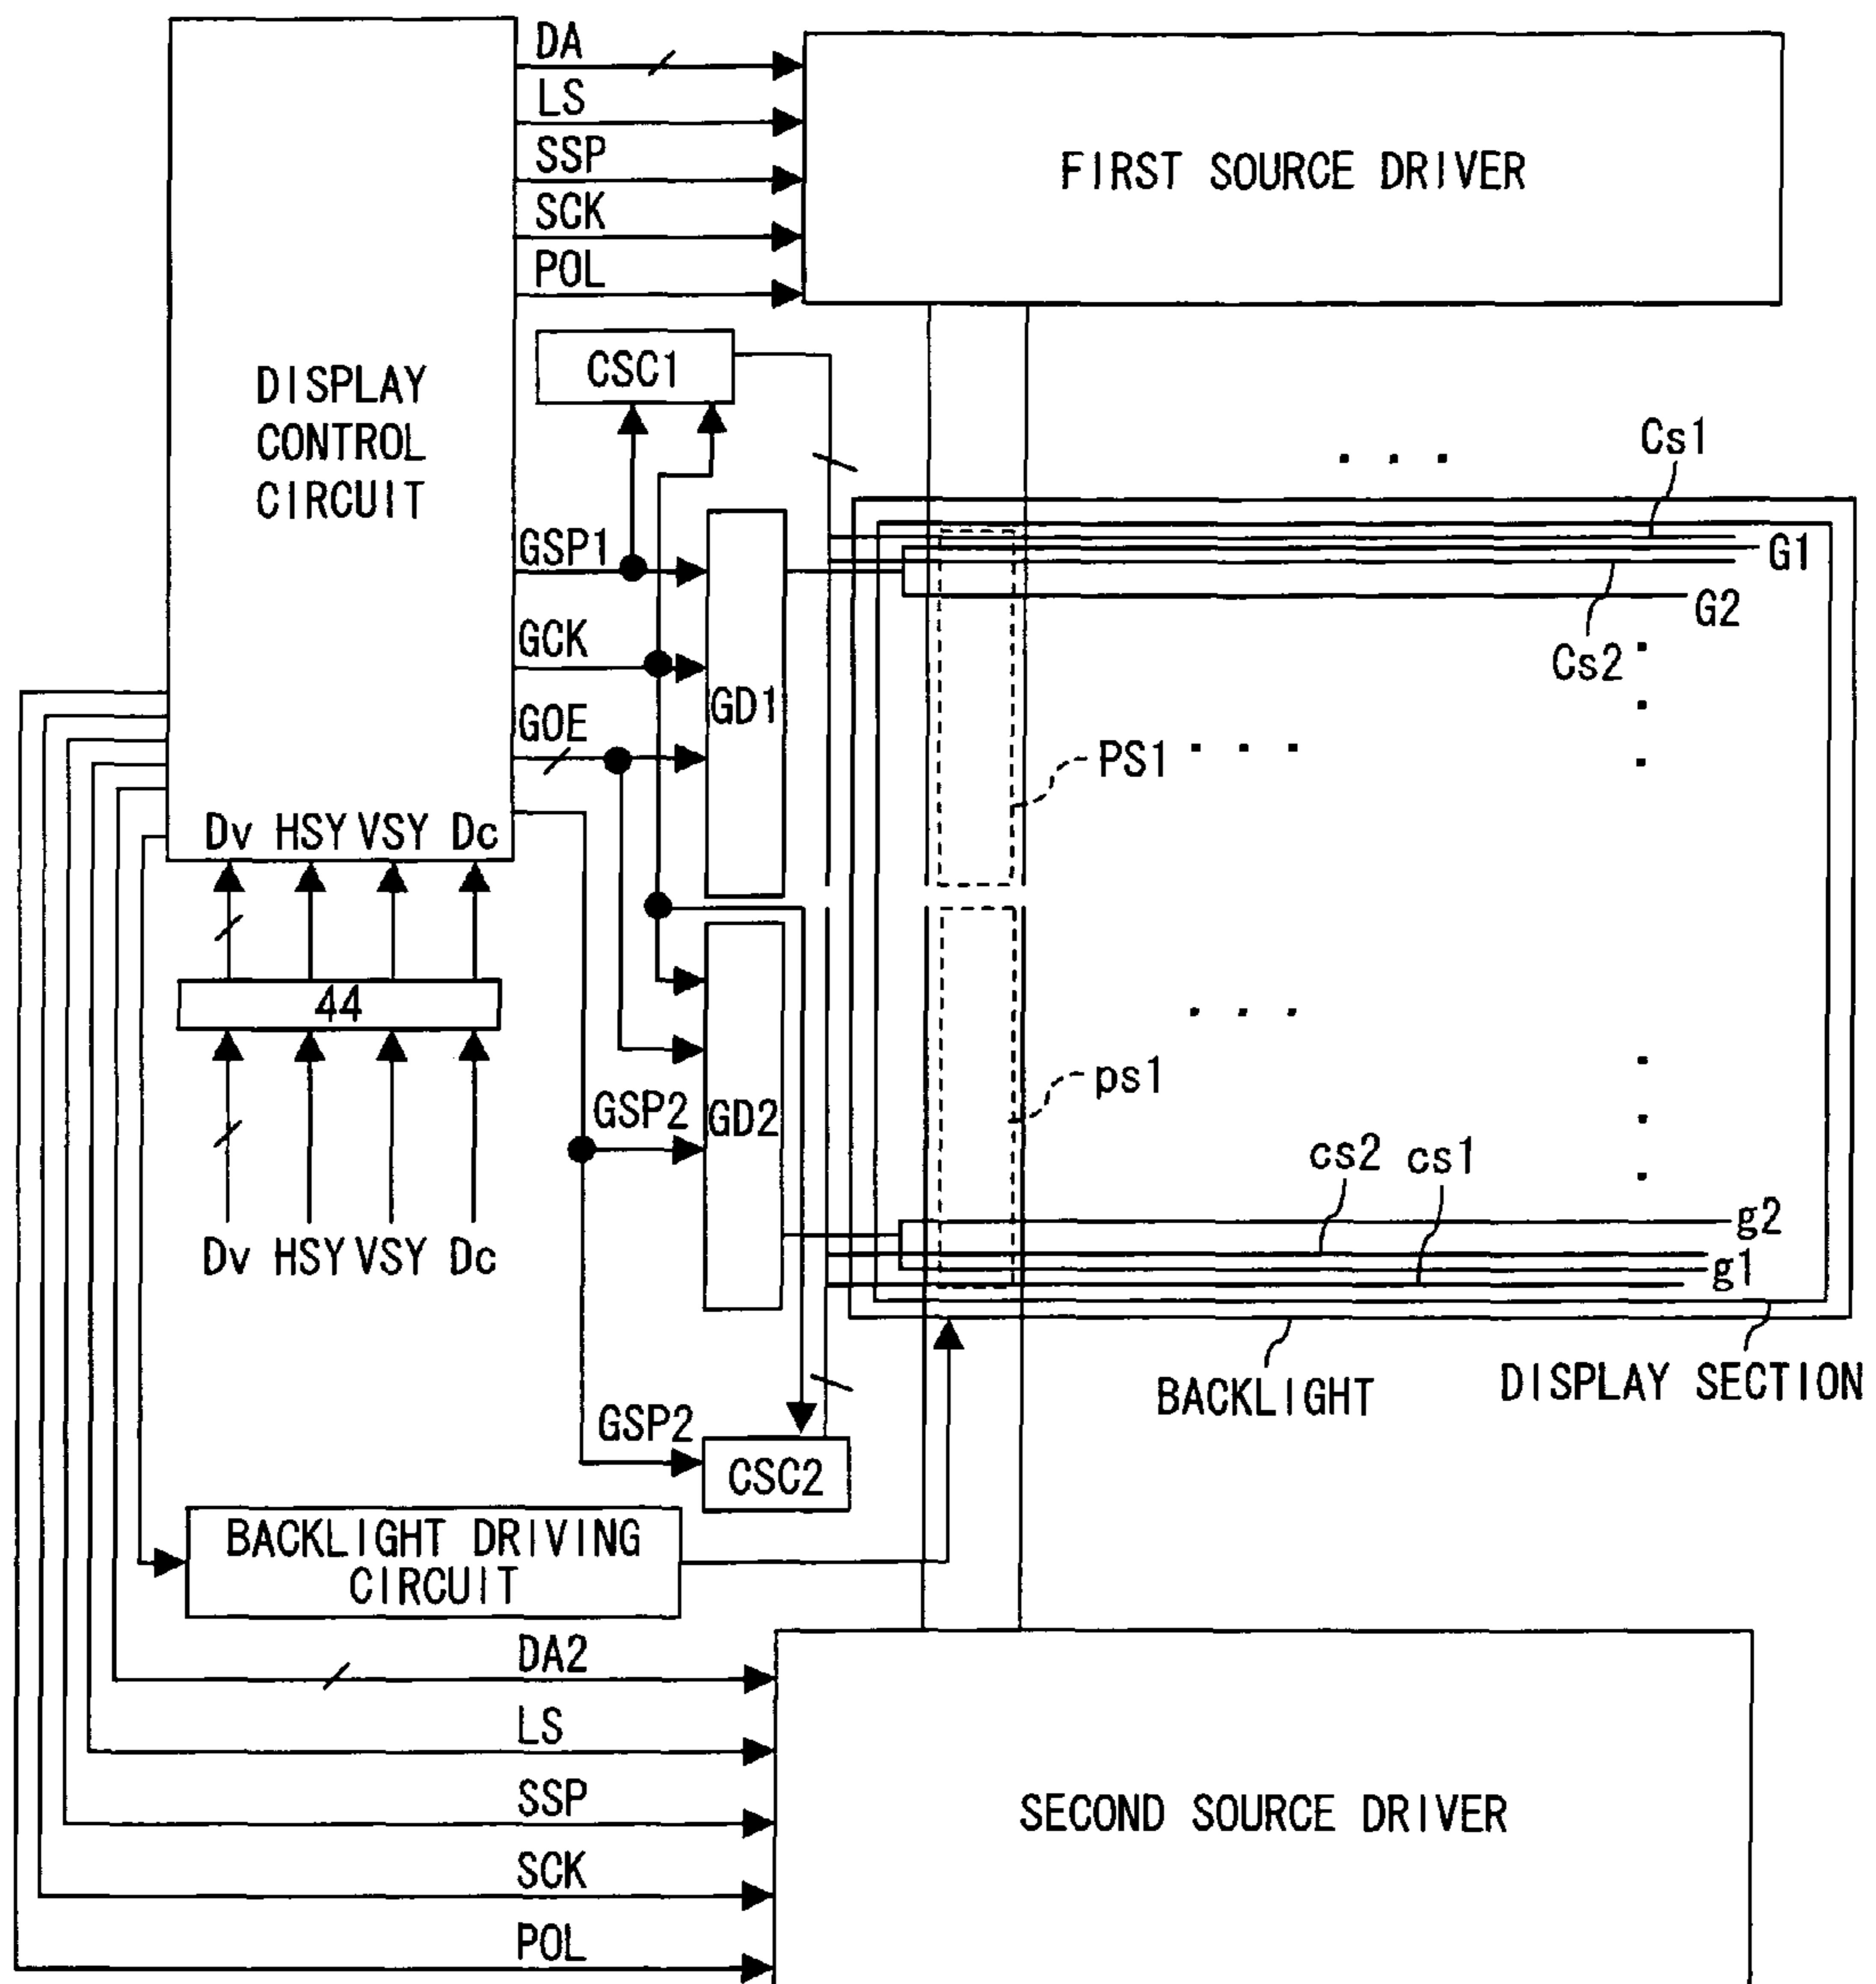 DA
LS
SSP
SCK
POL
FIRST SOURCE DRIVER
DISPLAY
CONTROL
CIRCUIT
CSC1
Cs1
G1
G2
Cs2
GSP1
GCK
GOE
GD1
PS1
Dv HSY VSY Dc
44
Dv HSY VSY Dc
GSP2
GD2
ps1
cs2
cs1
g2
g1
BACKLIGHT
DISPLAY SECTION
GSP2
CSC2
BACKLIGHT DRIVING
CIRCUIT
DA2
LS
SSP
SCK
POL
SECOND SOURCE DRIVER